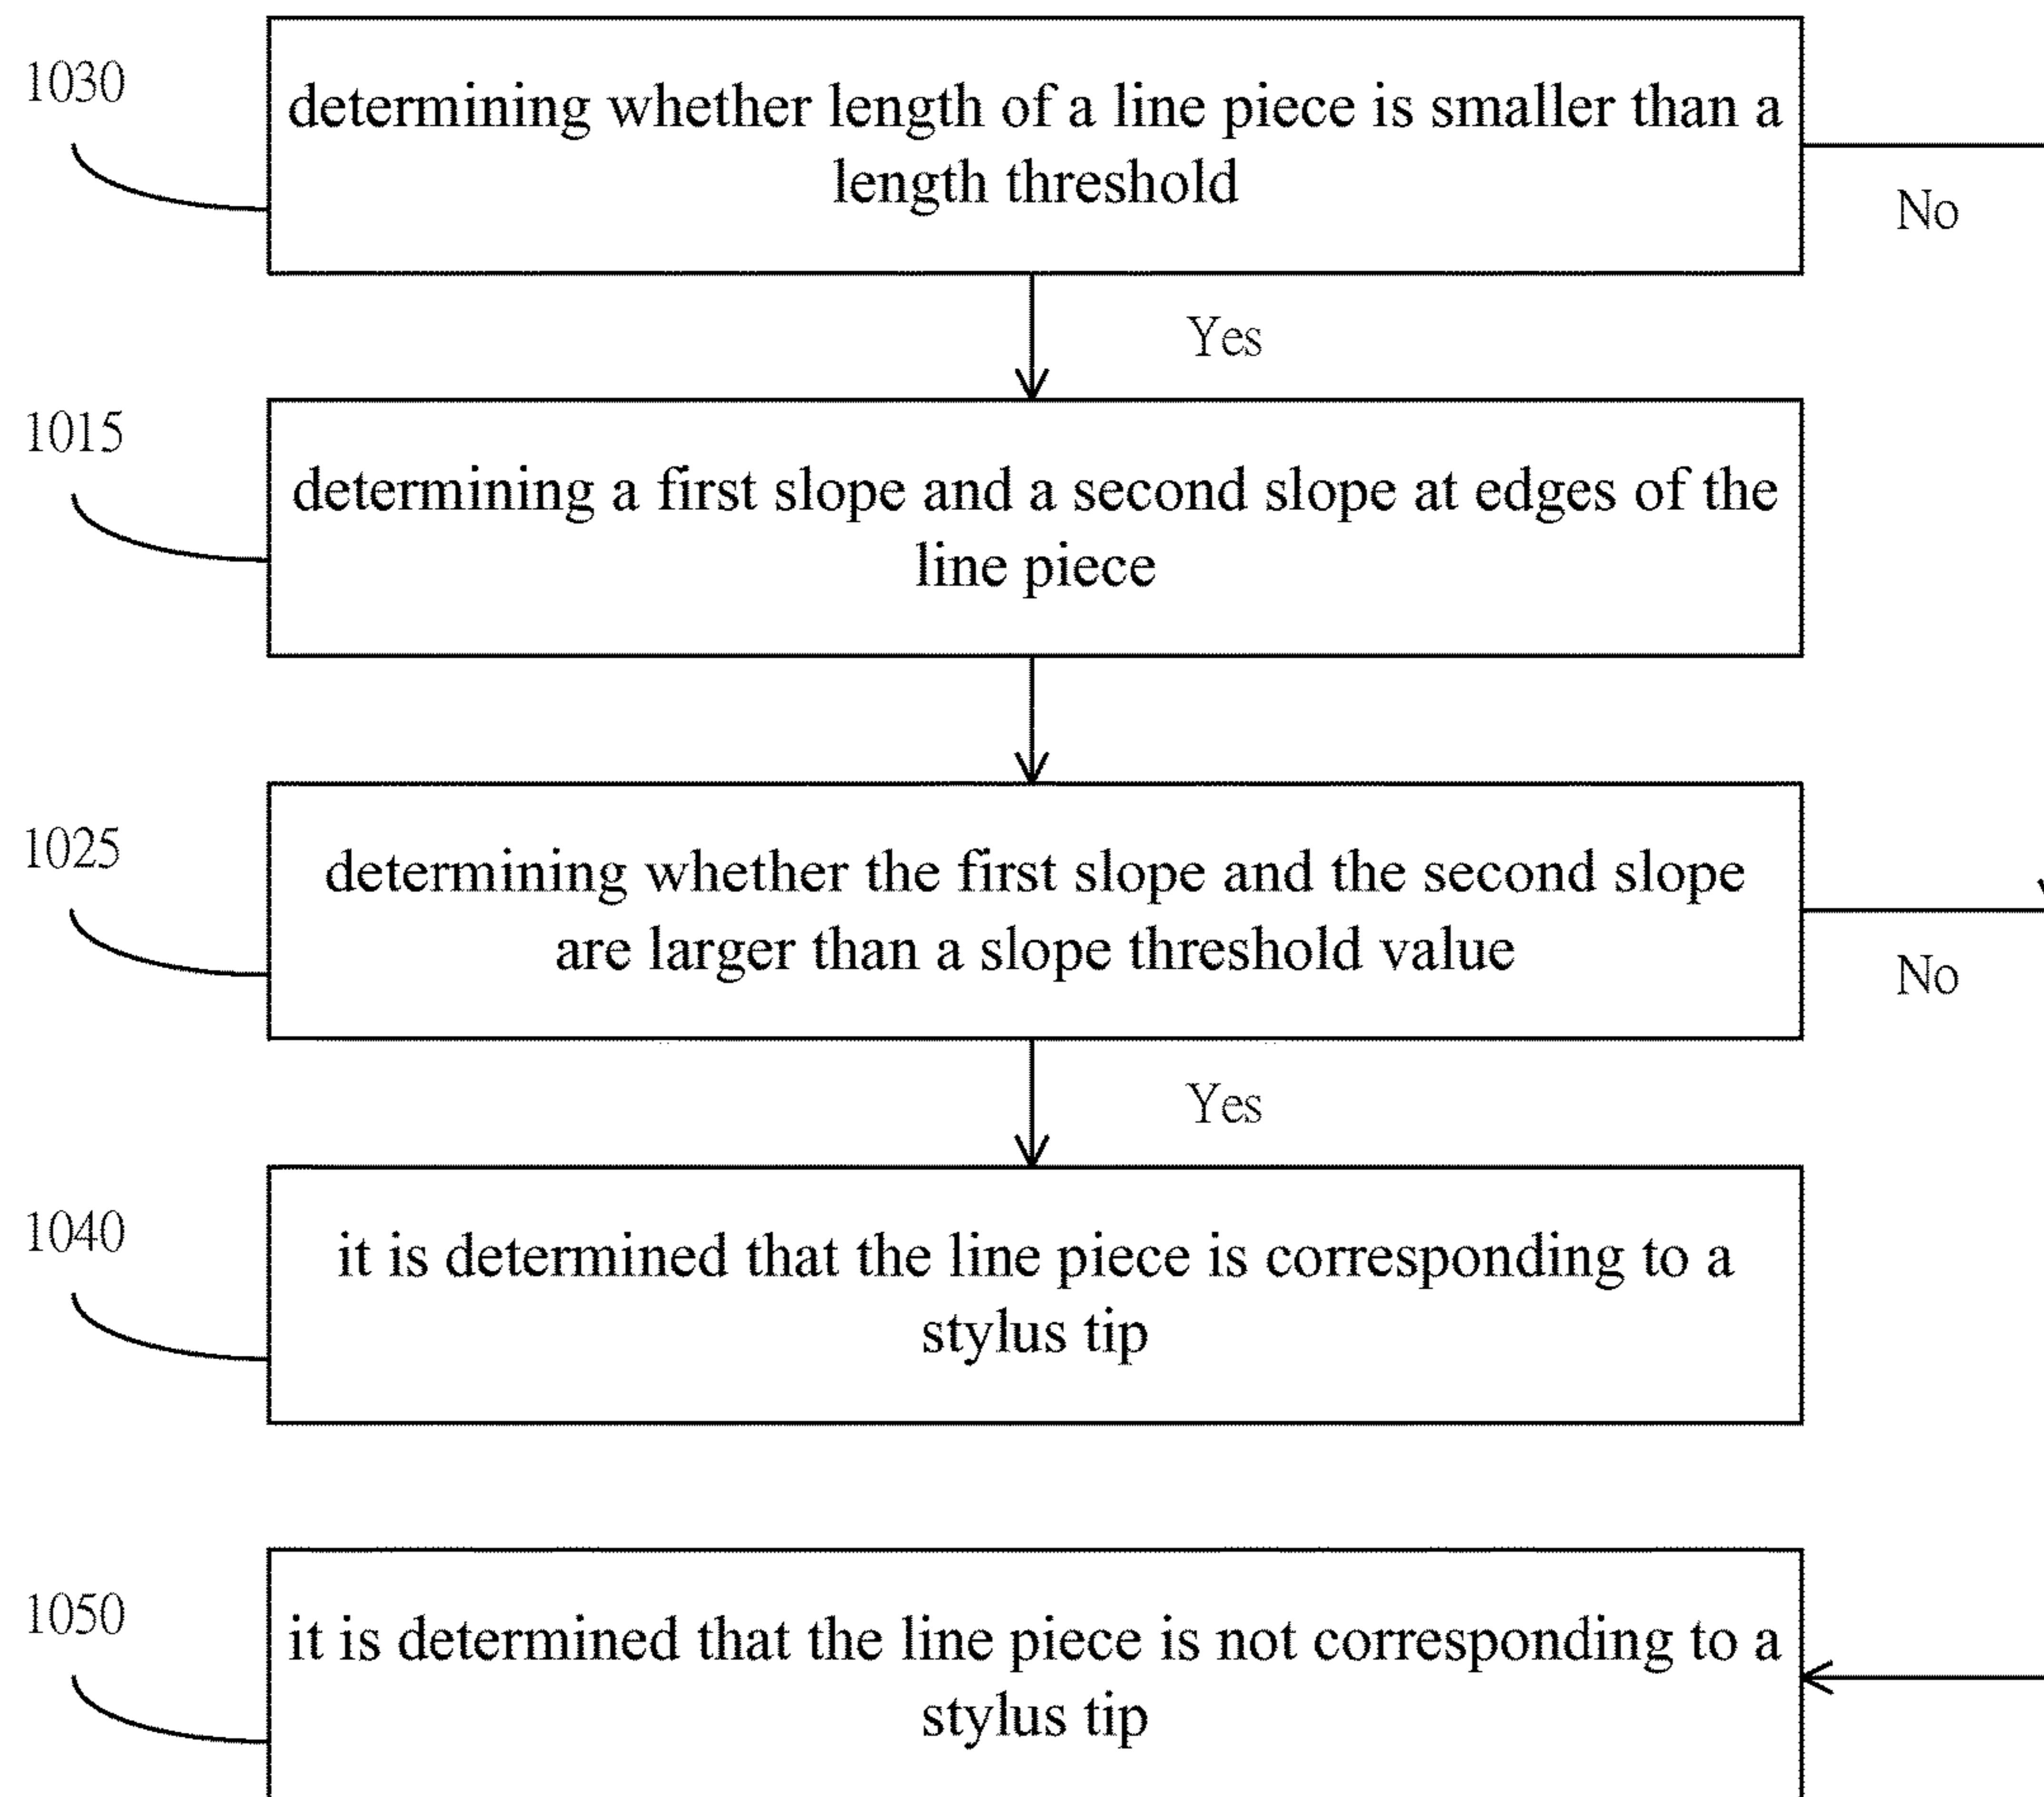 1030
determining whether length of a line piece is smaller than a
length threshold
No
Yes
1015
determining a first slope and a second slope at edges of the
line piece
1025
determining whether the first slope and the second slope
are larger than a slope threshold value
No
Yes
1040
it is determined that the line piece is corresponding to a
stylus tip
1050
it is determined that the line piece is not corresponding to a
stylus tip